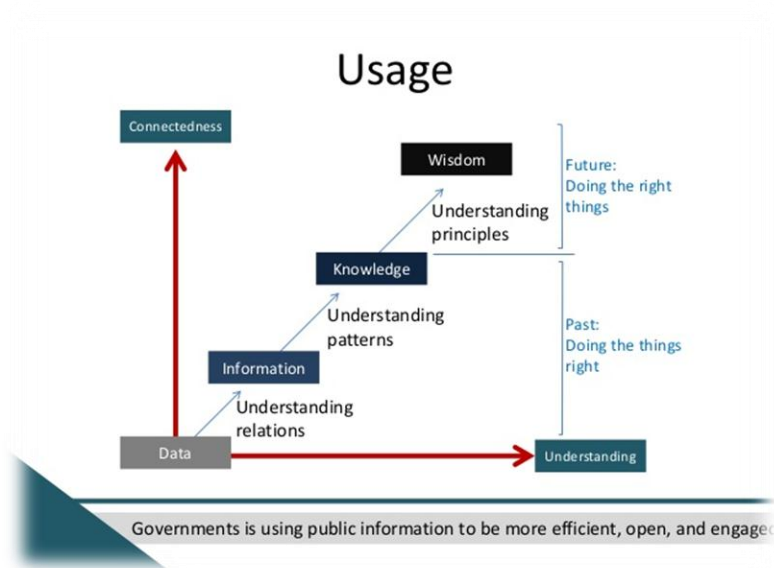 Usage
Connectedness
Wisdom
Future:
Doing the right
things
Understanding
principles
Knowledge
Understanding
patterns
Past:
Doing the things
right
Information
Understanding
relations
Data
Understanding
Governments is using public information to be more efficient, open, and engaged